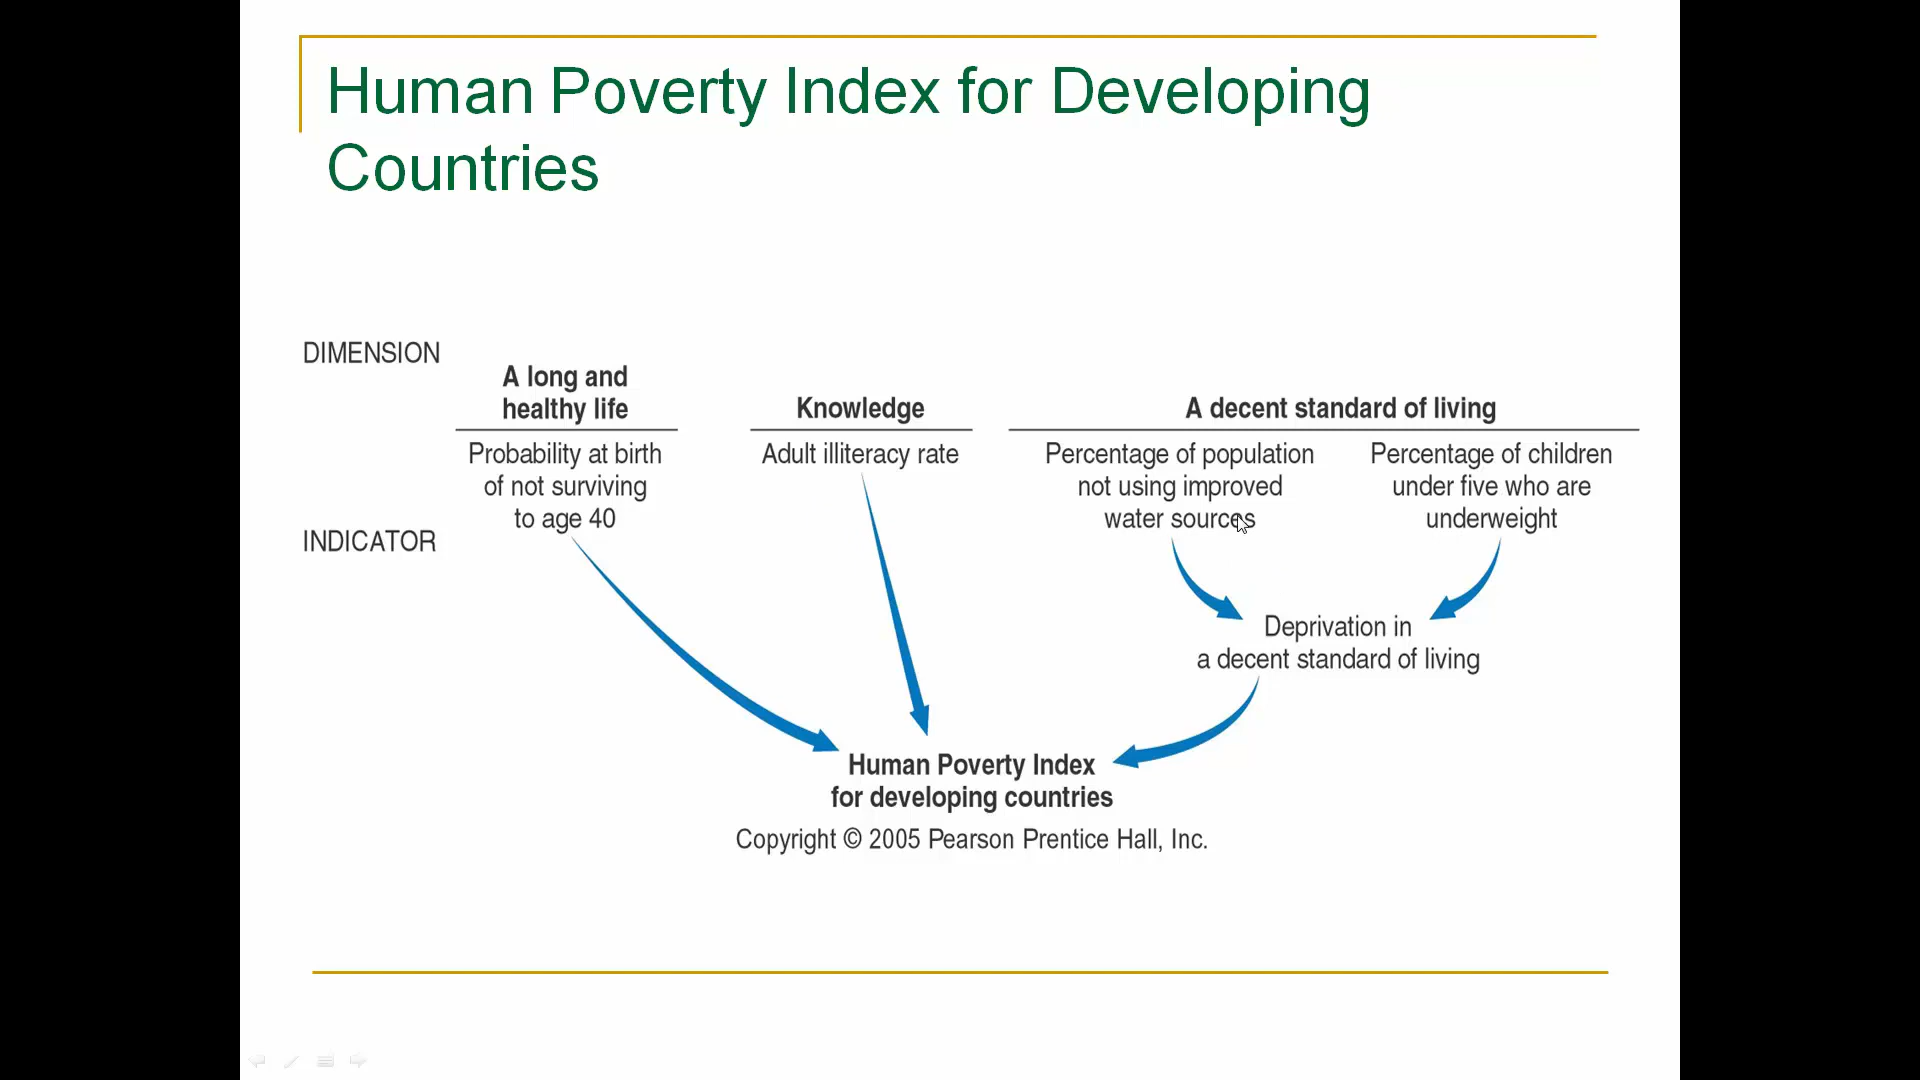 Human Poverty Index for Developing
Countries
DIMENSION
A long and
healthy life
Knowledge
A decent standard of living
INDICATOR
Probability at birth
of not surviving
to age 40
Adult illiteracy rate
Percentage of population
not using improved
water sources
Percentage of children
under five who are
underweight
Deprivation in
a decent standard of living
Human Poverty Index
for developing countries
Copyright © 2005 Pearson Prentice Hall, Inc.